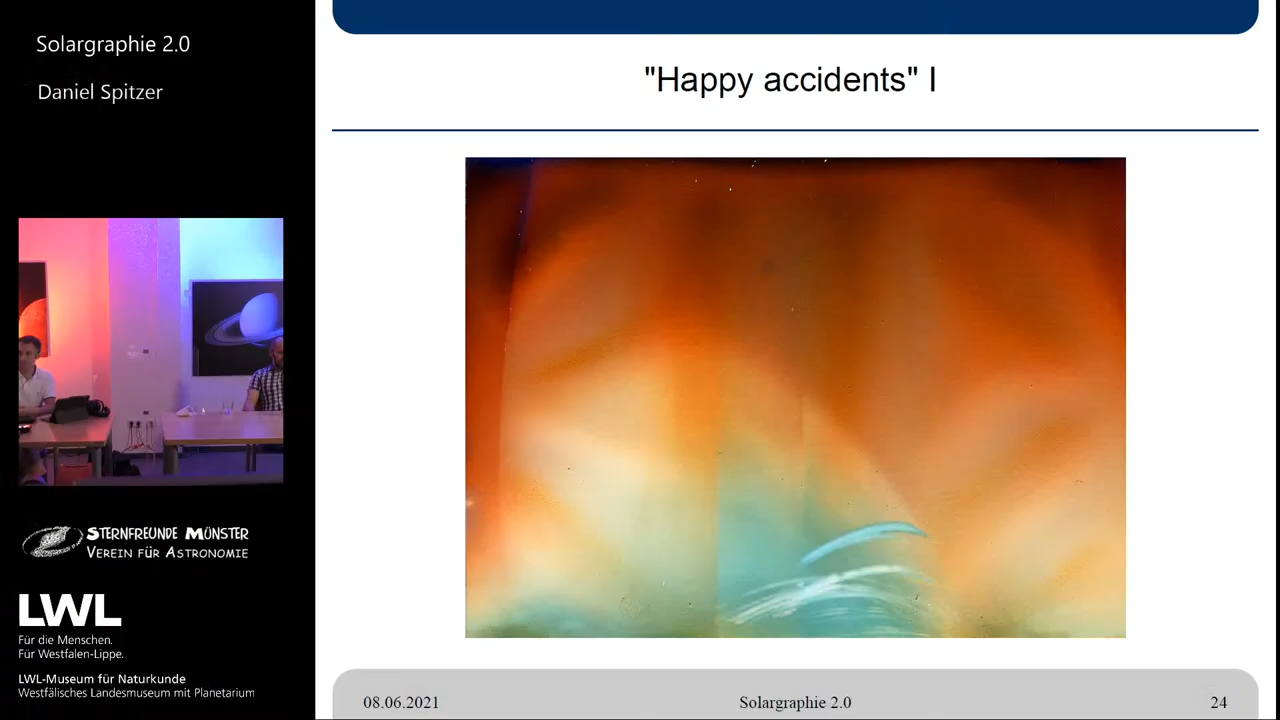 Solargraphie 2.0
Daniel Spitzer
STERNFREUNDE MÜNSTER
VEREIN FÜR ASTRONOMIE
LWL
Für die Menschen.
Für Westfalen-Lippe.
LWL-Museum für Naturkunde
Westfälisches Landesmuseum mit Planetarium
"Happy accidents" I
08.06.2021
Solargraphie 2.0
24